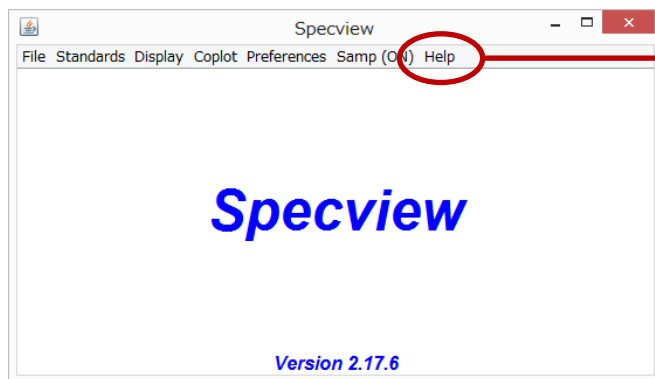 Specview
File Standards Display Coplot Preferences Samp (ON) Help
Specview
Version 2.17.6